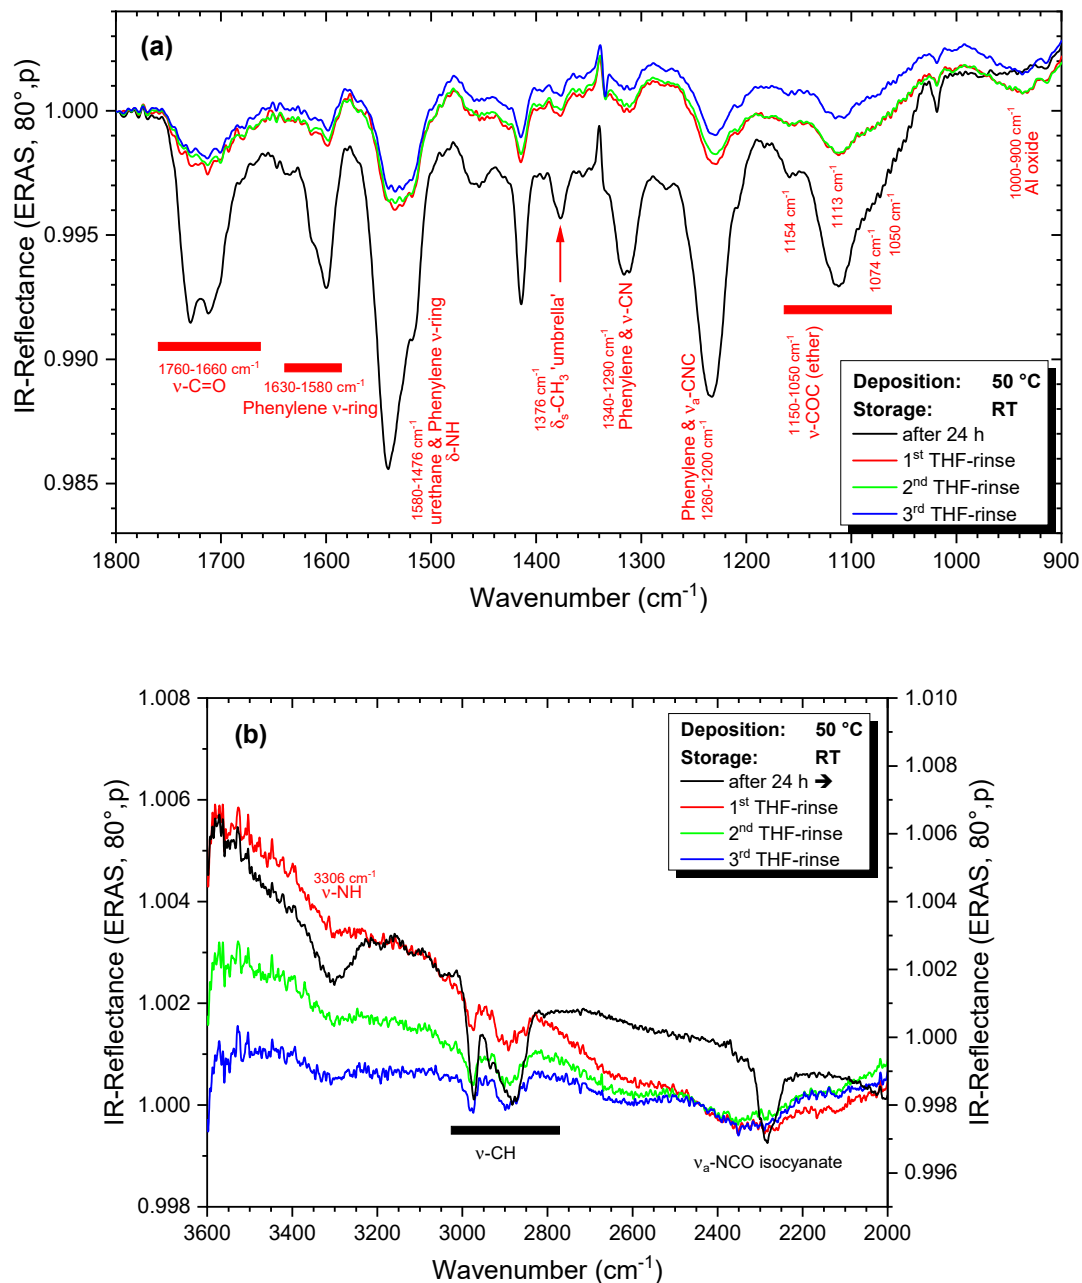 (a)
IR-Reflectance (ERAS, 80°,p)
1.000
0.995
0.990
0.985
1800 1700 1600 1500 1400 1300 1200 1100 1000 900
Wavenumber (cm⁻¹)
1760-1660 cm⁻¹
ν-C=O
1630-1580 cm⁻¹
Phenylene ν-ring
1580-1476 cm⁻¹
urethane & Phenylene ν-ring
δ-NH
1376 cm⁻¹
δₛ-CH₃ 'umbrella'
1340-1290 cm⁻¹
Phenylene & ν-CN
Phenylene & νₐ-CNC
1260-1200 cm⁻¹
1154 cm⁻¹
1113 cm⁻¹
1074 cm⁻¹
1050 cm⁻¹
1150-1050 cm⁻¹
ν-COC (ether)
1000-900 cm⁻¹
Al oxide
Deposition: 50 °C
Storage: RT
after 24 h
1ˢᵗ THF-rinse
2ⁿᵈ THF-rinse
3ʳᵈ THF-rinse
(b)
IR-Reflectance (ERAS, 80°,p)
1.008
1.006
1.004
1.002
1.000
0.998
3600 3400 3200 3000 2800 2600 2400 2200 2000
Wavenumber (cm⁻¹)
3306 cm⁻¹
ν-NH
ν-CH
νₐ-NCO isocyanate
Deposition: 50 °C
Storage: RT
after 24 h ➔
1ˢᵗ THF-rinse
2ⁿᵈ THF-rinse
3ʳᵈ THF-rinse
1.010
1.008
1.006
1.004
1.002
1.000
0.998
0.996
IR-Reflectance (ERAS, 80°,p)